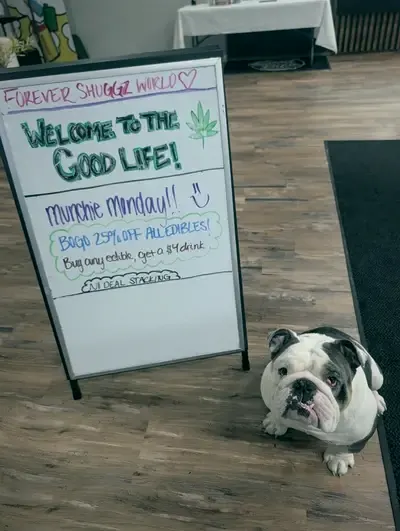 FOREVER SHUGGZ WORLD♡
WELCOME TO THE
GOOD LIFE!
munchie monday!! :)
BOGO 25% OFF ALL EDIBLES!
Buy any edible, get a $4 drink
NO DEAL STACKING